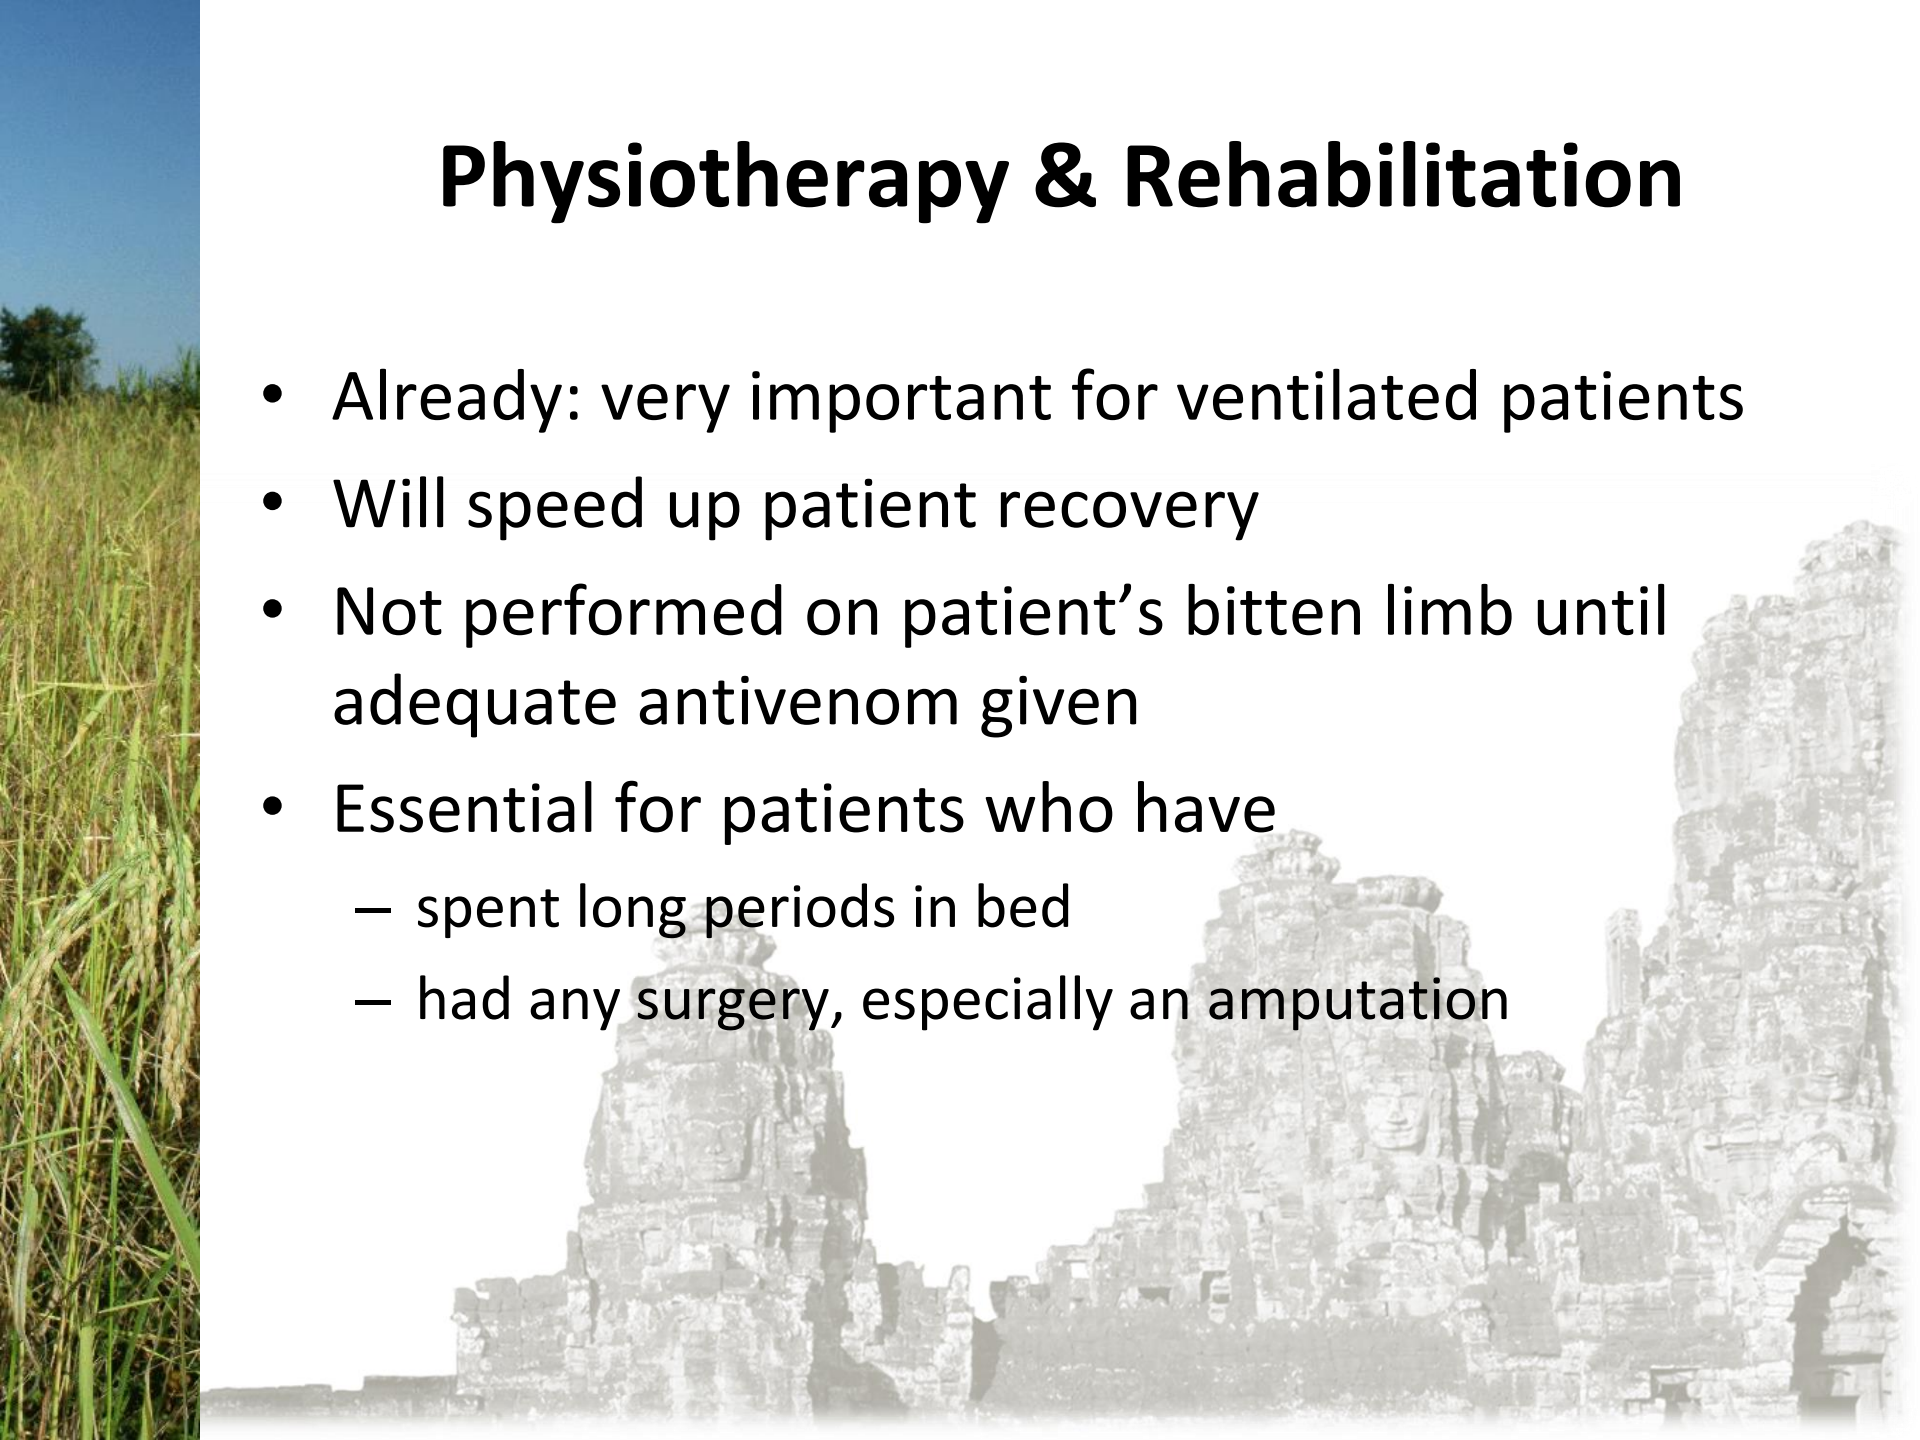 Physiotherapy & Rehabilitation
• Already: very important for ventilated patients
• Will speed up patient recovery
• Not performed on patient’s bitten limb until
adequate antivenom given
• Essential for patients who have
– spent long periods in bed
– had any surgery, especially an amputation